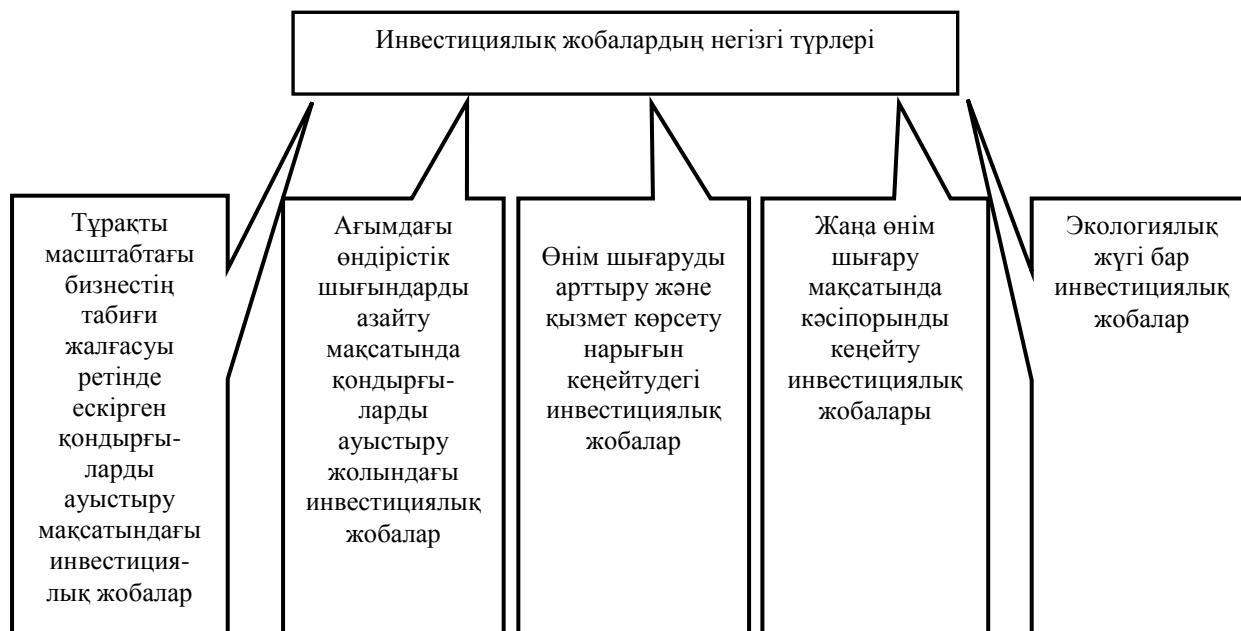 Инвестициялық жобалардың негізгі түрлері
Тұрақты
масштабтағы
бизнестің
табиғи
жалғасуы
ретінде
ескірген
қондырғы-
ларды
ауыстыру
мақсатындағы
инвестиция-
лық жобалар
Ағымдағы
өндірістік
шығындарды
азайту
мақсатында
қондырғы-
ларды
ауыстыру
жолындағы
инвестициялық
жобалар
Өнім шығаруды
арттыру және
қызмет көрсету
нарығын
кеңейтудегі
инвестициялық
жобалар
Жаңа өнім
шығару
мақсатында
кәсіпорынды
кеңейту
инвестициялық
жобалары
Экологиялық
жүгі бар
инвестициялық
жобалар